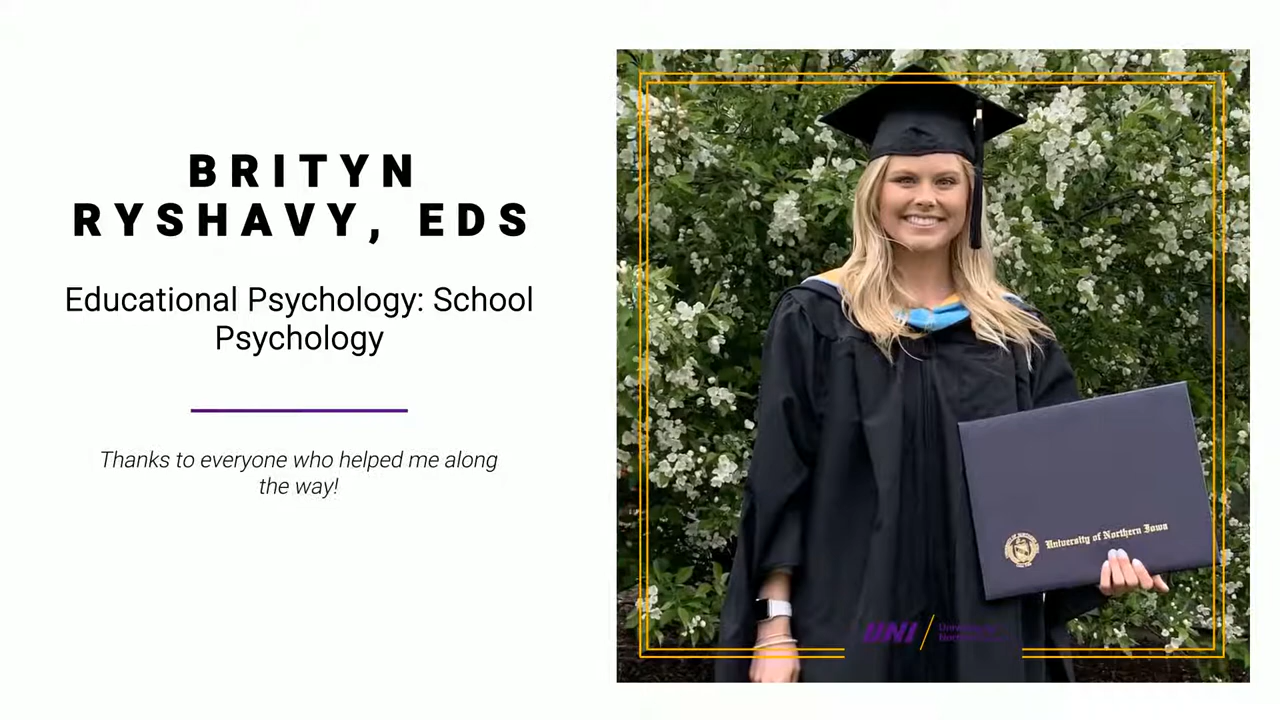 BRITYN
RYSHAVY, EDS
Educational Psychology: School
Psychology
Thanks to everyone who helped me along
the way!
University of Northern Iowa
UNI